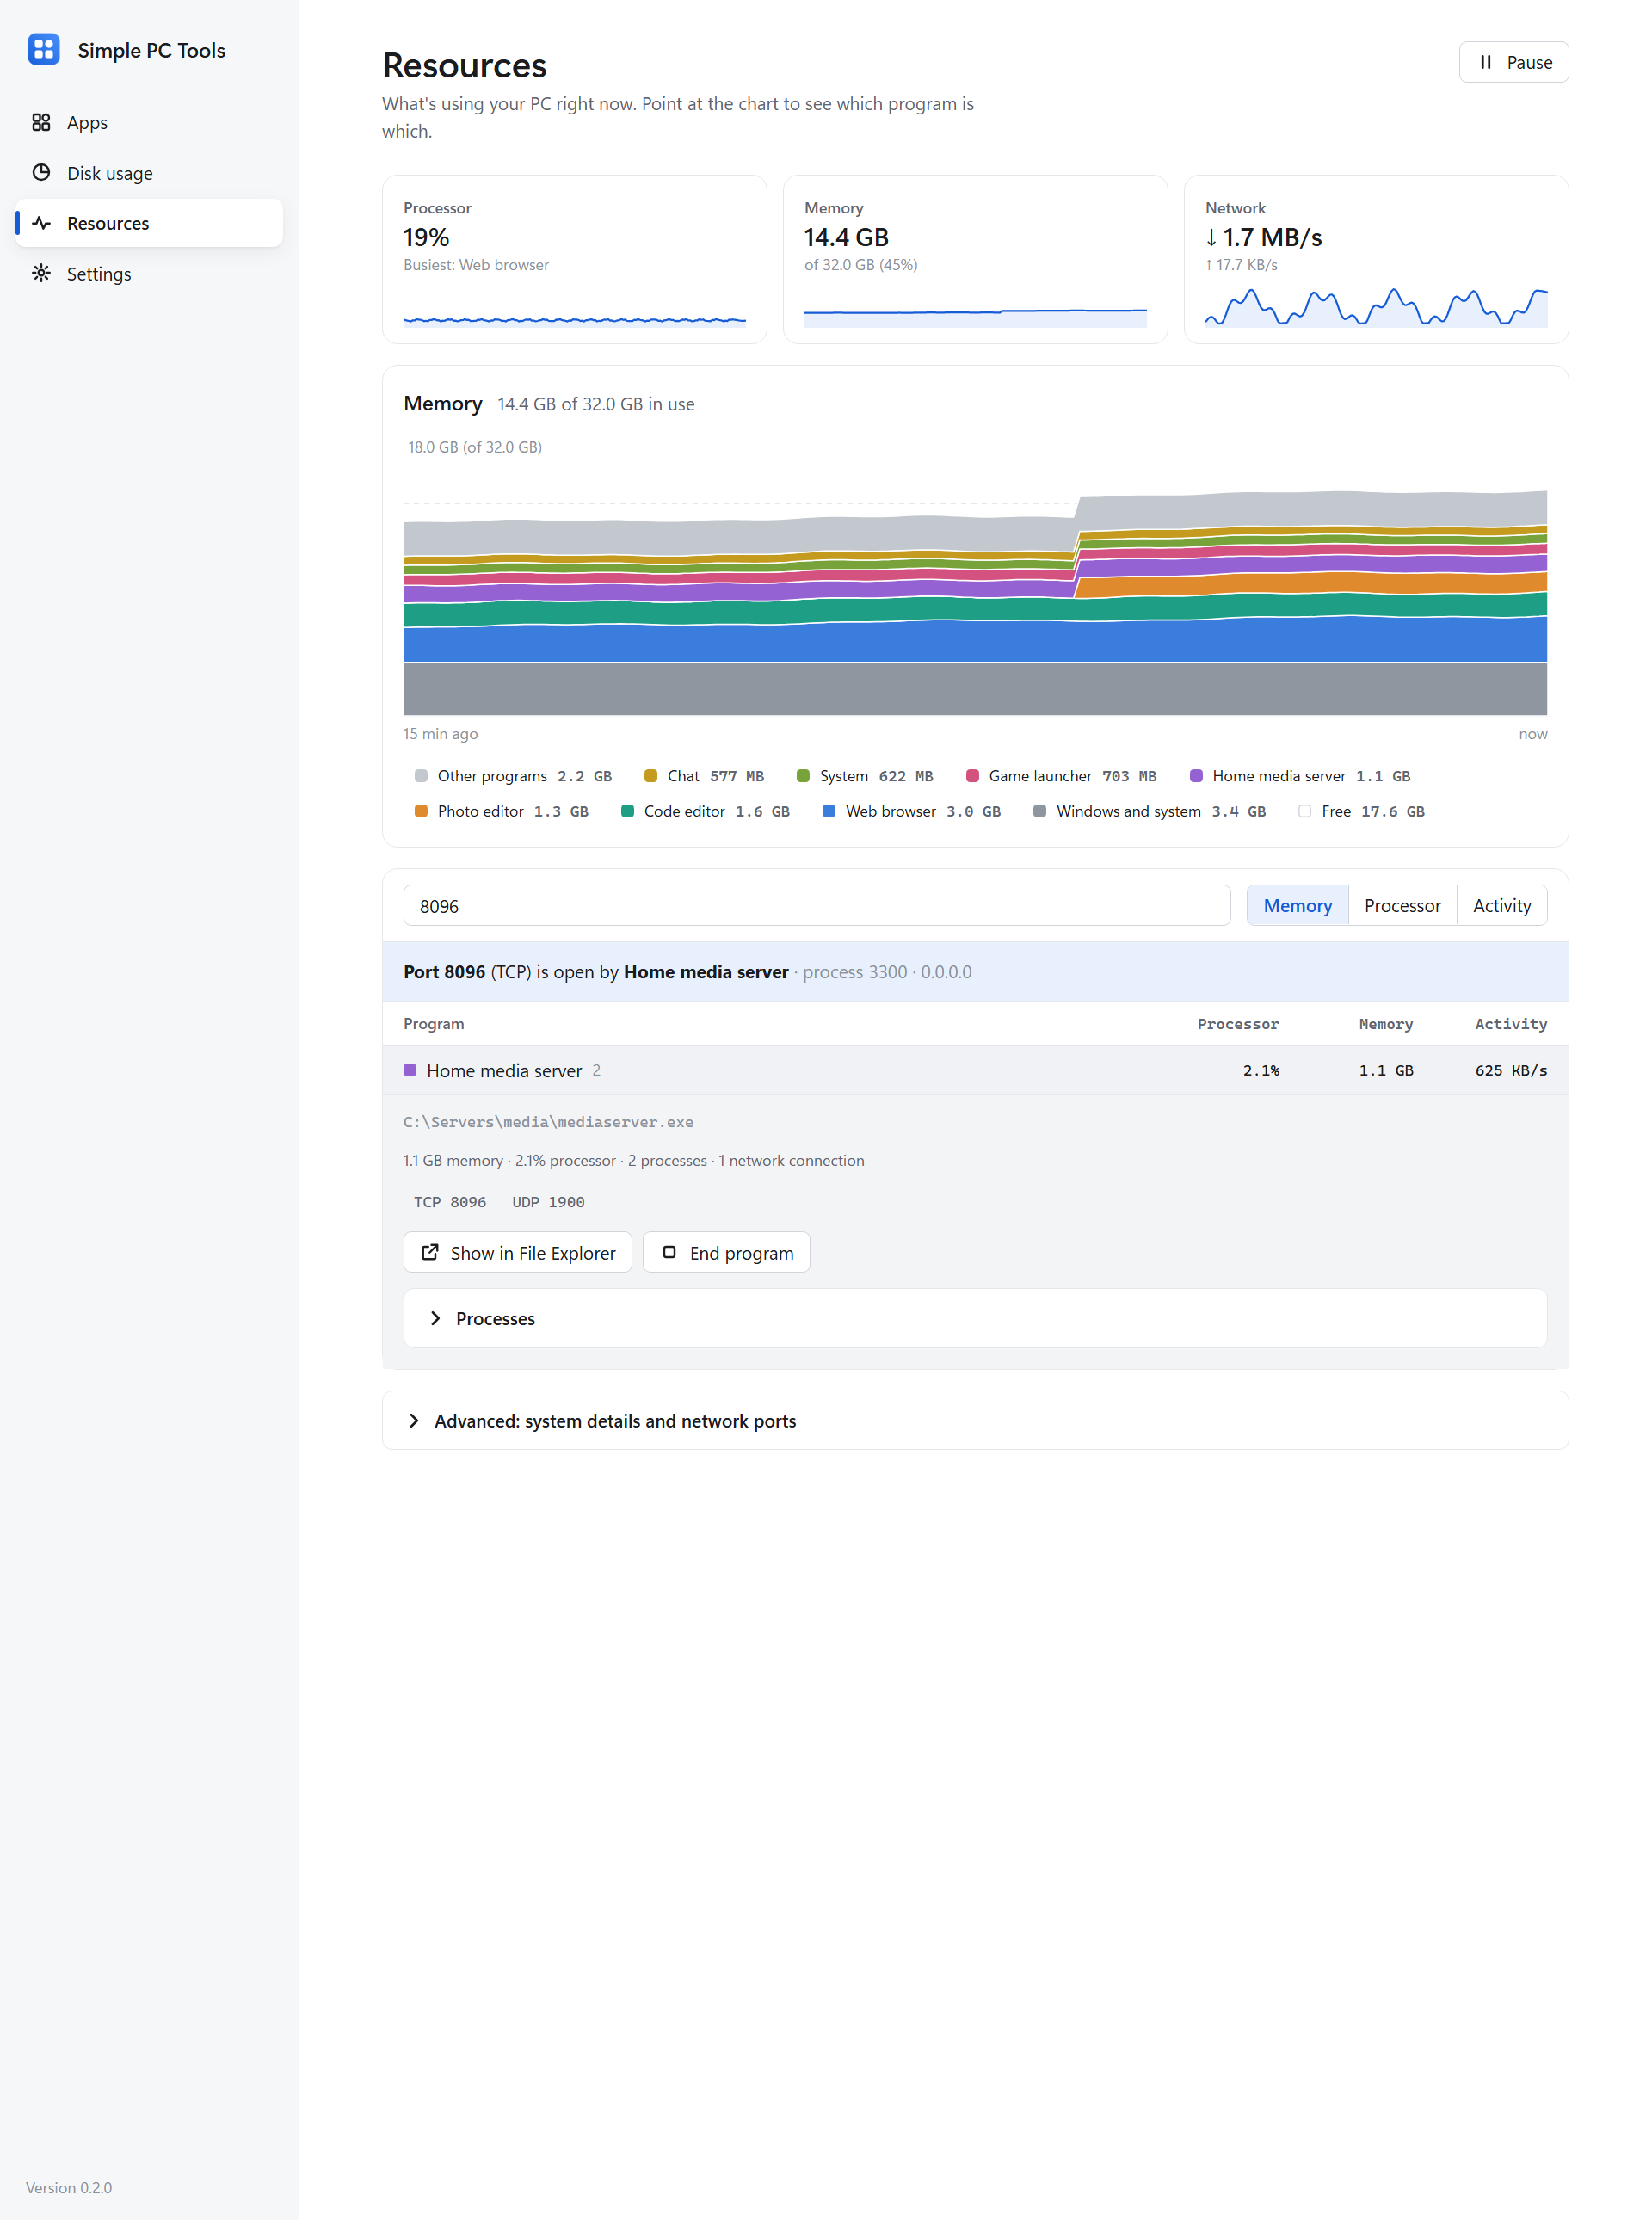 Simple PC Tools
Apps
Disk usage
Resources
Settings
Version 0.2.0
Resources
Pause
What's using your PC right now. Point at the chart to see which program is
which.
Processor
19%
Busiest: Web browser
Memory
14.4 GB
of 32.0 GB (45%)
Network
↓ 1.7 MB/s
↑ 17.7 KB/s
Memory 14.4 GB of 32.0 GB in use
18.0 GB (of 32.0 GB)
15 min ago now
Other programs 2.2 GB Chat 577 MB System 622 MB Game launcher 703 MB Home media server 1.1 GB
Photo editor 1.3 GB Code editor 1.6 GB Web browser 3.0 GB Windows and system 3.4 GB Free 17.6 GB
8096 Memory Processor Activity
Port 8096 (TCP) is open by Home media server · process 3300 · 0.0.0.0
Program Processor Memory Activity
Home media server 2 2.1% 1.1 GB 625 KB/s
C:\Servers\media\mediaserver.exe
1.1 GB memory · 2.1% processor · 2 processes · 1 network connection
TCP 8096 UDP 1900
Show in File Explorer End program
Processes
Advanced: system details and network ports